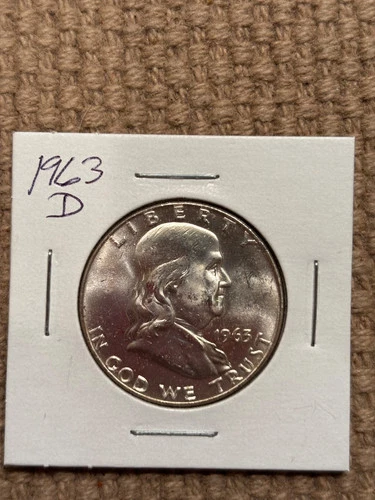 1963
D
LIBERTY
1963
IN GOD WE TRUST